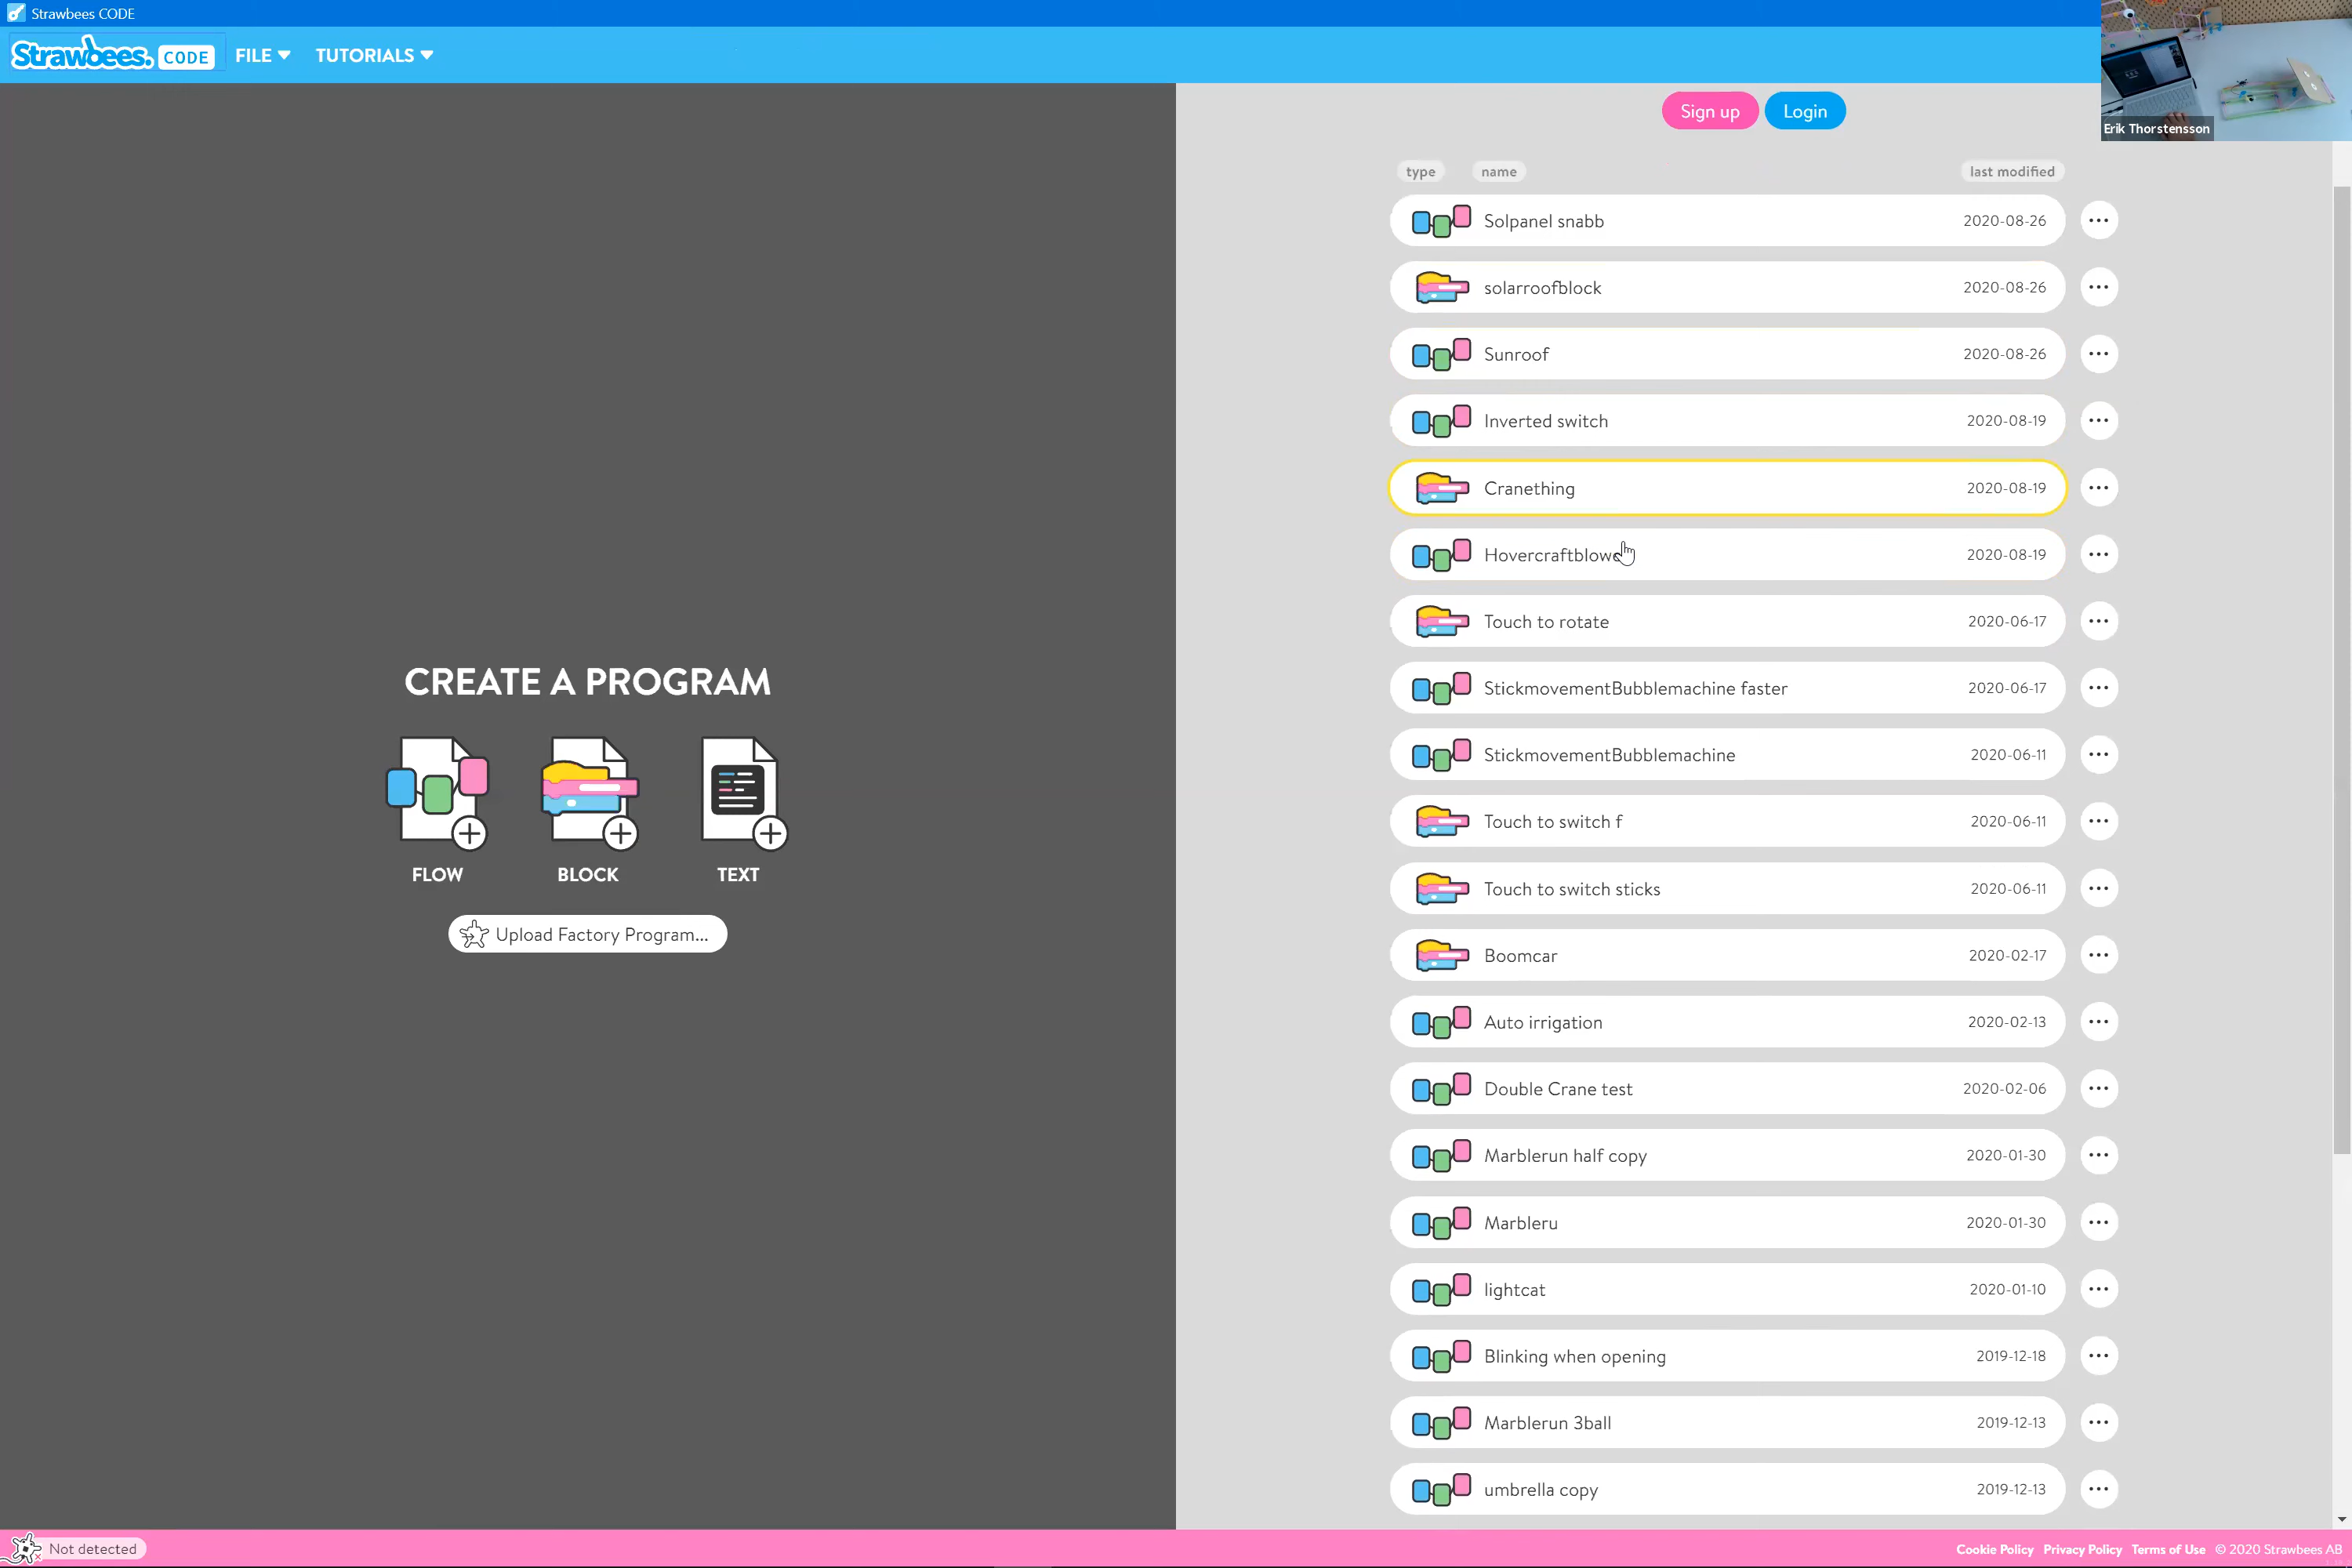 Strawbees CODE
Strawbees. CODE
FILE
TUTORIALS
Erik Thorstensson
Sign up
Login
type name last modified
Solpanel snabb 2020-08-26
solarroofblock 2020-08-26
Sunroof 2020-08-26
Inverted switch 2020-08-19
Cranething 2020-08-19
Hovercraftblowe 2020-08-19
Touch to rotate 2020-06-17
StickmovementBubblemachine faster 2020-06-17
StickmovementBubblemachine 2020-06-11
Touch to switch f 2020-06-11
Touch to switch sticks 2020-06-11
Boomcar 2020-02-17
Auto irrigation 2020-02-13
Double Crane test 2020-02-06
Marblerun half copy 2020-01-30
Marbleru 2020-01-30
lightcat 2020-01-10
Blinking when opening 2019-12-18
Marblerun 3ball 2019-12-13
umbrella copy 2019-12-13
CREATE A PROGRAM
FLOW
BLOCK
TEXT
Upload Factory Program...
Not detected
Cookie Policy Privacy Policy Terms of Use © 2020 Strawbees AB